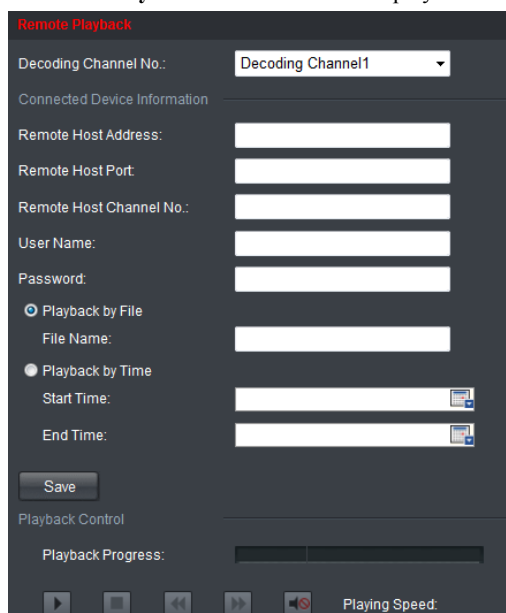 Remote Playback
Decoding Channel No.: Decoding Channel1
Connected Device Information
Remote Host Address:
Remote Host Port:
Remote Host Channel No.:
User Name:
Password:
Playback by File
File Name:
Playback by Time
Start Time:
End Time:
Save
Playback Control
Playback Progress:
Playing Speed: